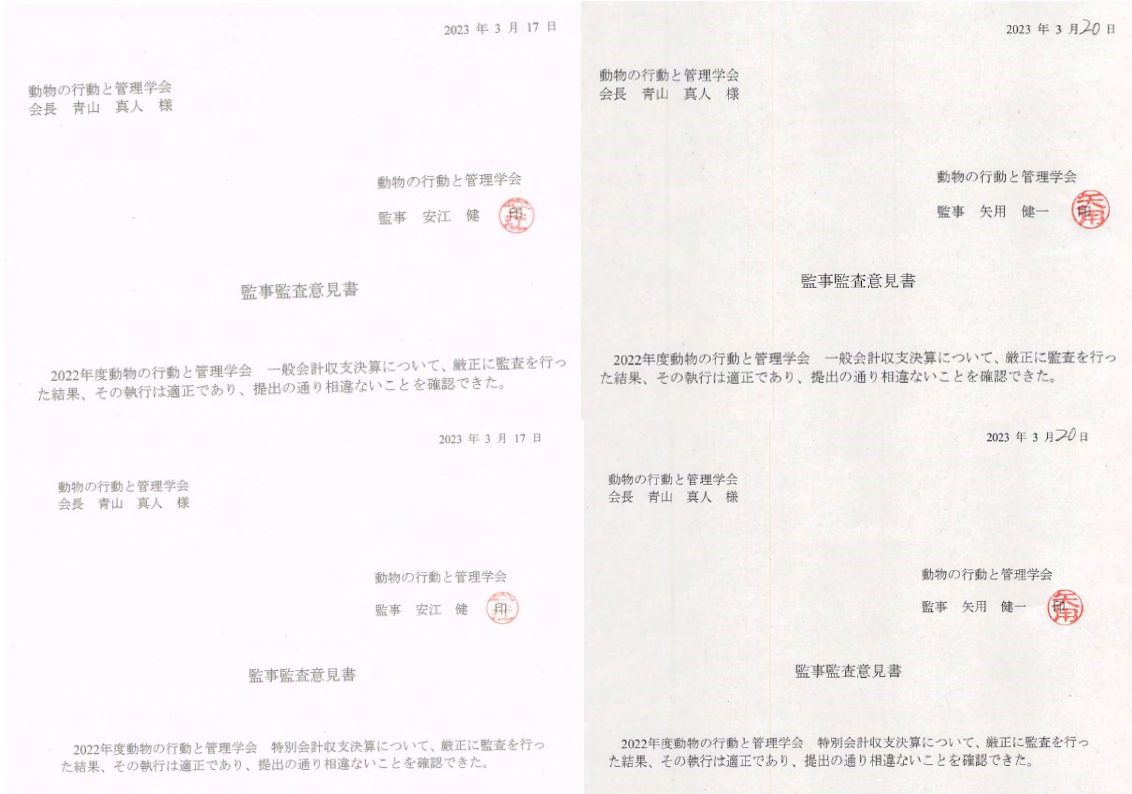 2023 年 3 月 17 日
動物の行動と管理学会
会長 青山 真人 様
動物の行動と管理学会
監事 安江 健 印
監事監査意見書
2022年度動物の行動と管理学会 一般会計収支決算について、厳正に監査を行っ
た結果、その執行は適正であり、提出の通り相違ないことを確認できた。
2023 年 3 月 20 日
動物の行動と管理学会
会長 青山 真人 様
動物の行動と管理学会
監事 矢用 健一 印
矢用
監事監査意見書
2022年度動物の行動と管理学会 一般会計収支決算について、厳正に監査を行っ
た結果、その執行は適正であり、提出の通り相違ないことを確認できた。
2023 年 3 月 17 日
動物の行動と管理学会
会長 青山 真人 様
動物の行動と管理学会
監事 安江 健 印
監事監査意見書
2022年度動物の行動と管理学会 特別会計収支決算について、厳正に監査を行っ
た結果、その執行は適正であり、提出の通り相違ないことを確認できた。
2023 年 3 月 20 日
動物の行動と管理学会
会長 青山 真人 様
動物の行動と管理学会
監事 矢用 健一 印
矢用
監事監査意見書
2022年度動物の行動と管理学会 特別会計収支決算について、厳正に監査を行っ
た結果、その執行は適正であり、提出の通り相違ないことを確認できた。